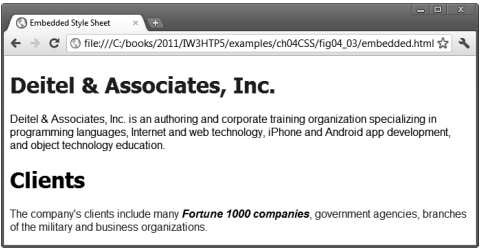 Embedded Style Sheet
file:///C:/books/2011/IW3HTP5/examples/ch04CSS/fig04_03/embedded.html
Deitel & Associates, Inc.
Deitel & Associates, Inc. is an authoring and corporate training organization specializing in
programming languages, Internet and web technology, iPhone and Android app development,
and object technology education.
Clients
The company's clients include many Fortune 1000 companies, government agencies, branches
of the military and business organizations.